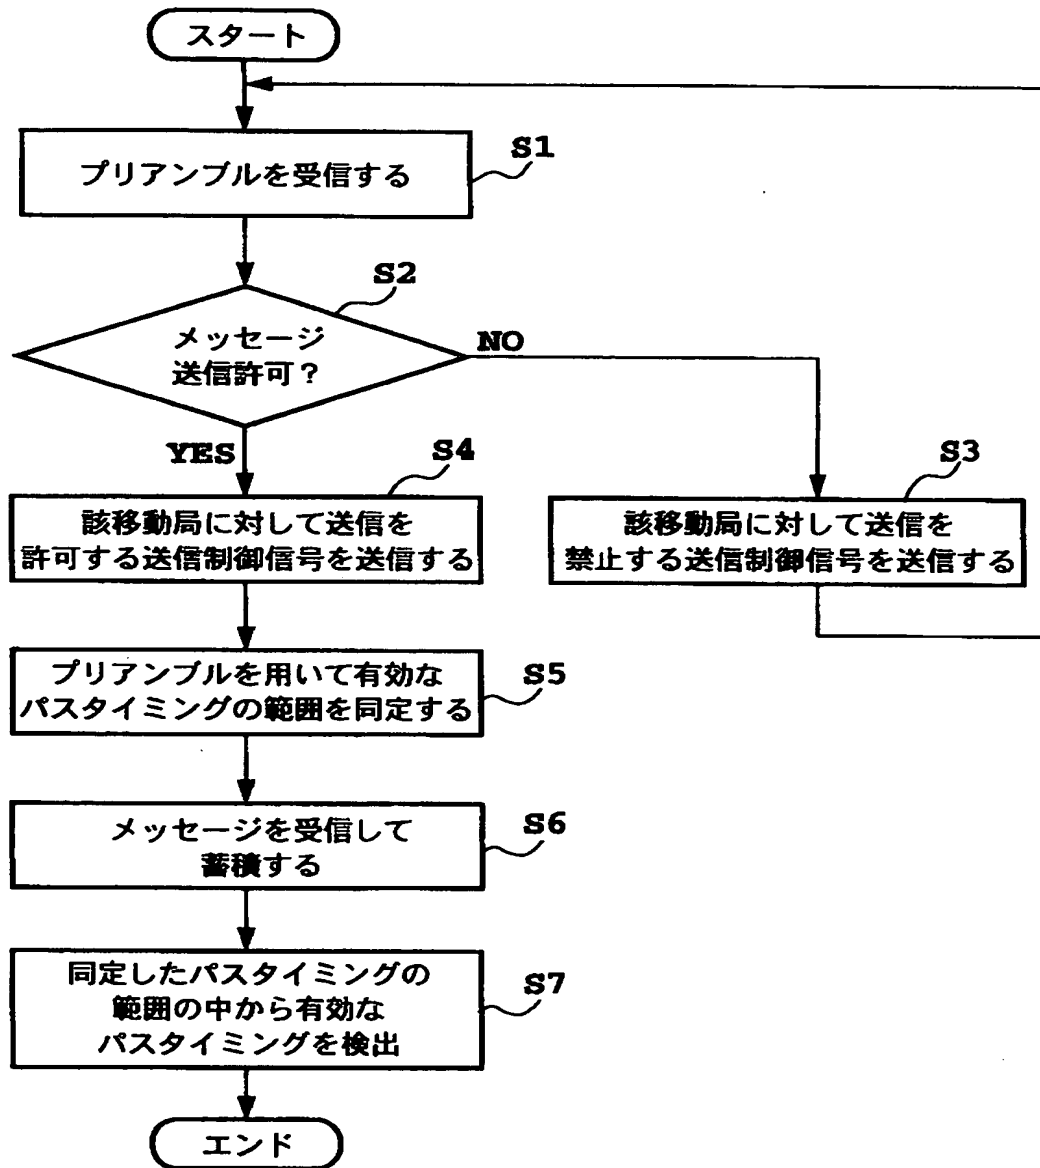 スタート
プリアンブルを受信する
S1
S2
メッセージ
送信許可？
NO
YES
S4
該移動局に対して送信を
許可する送信制御信号を送信する
S3
該移動局に対して送信を
禁止する送信制御信号を送信する
プリアンブルを用いて有効な
パスタイミングの範囲を同定する
S5
メッセージを受信して
蓄積する
S6
同定したパスタイミングの
範囲の中から有効な
パスタイミングを検出
S7
エンド